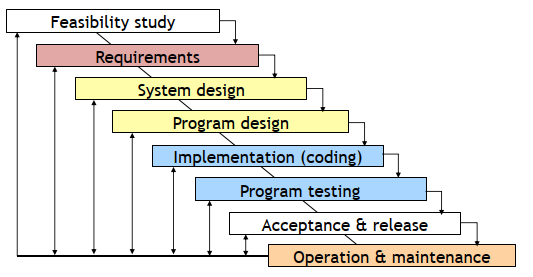 Feasibility study
Requirements
System design
Program design
Implementation (coding)
Program testing
Acceptance & release
Operation & maintenance